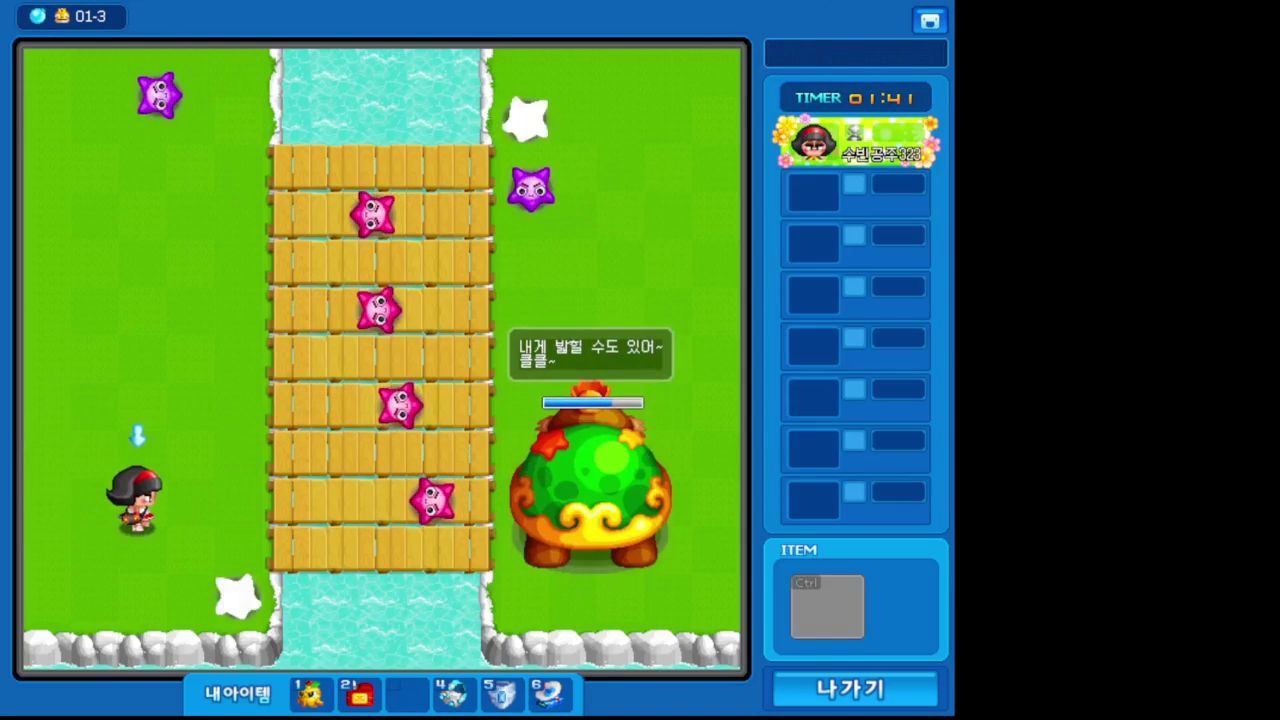 01-3
TIMER 01:41
수빈공주323
내게 밟힐 수도 있어~
클클~
ITEM
Ctrl
내아이템 1 2! 4 5 6
나가기